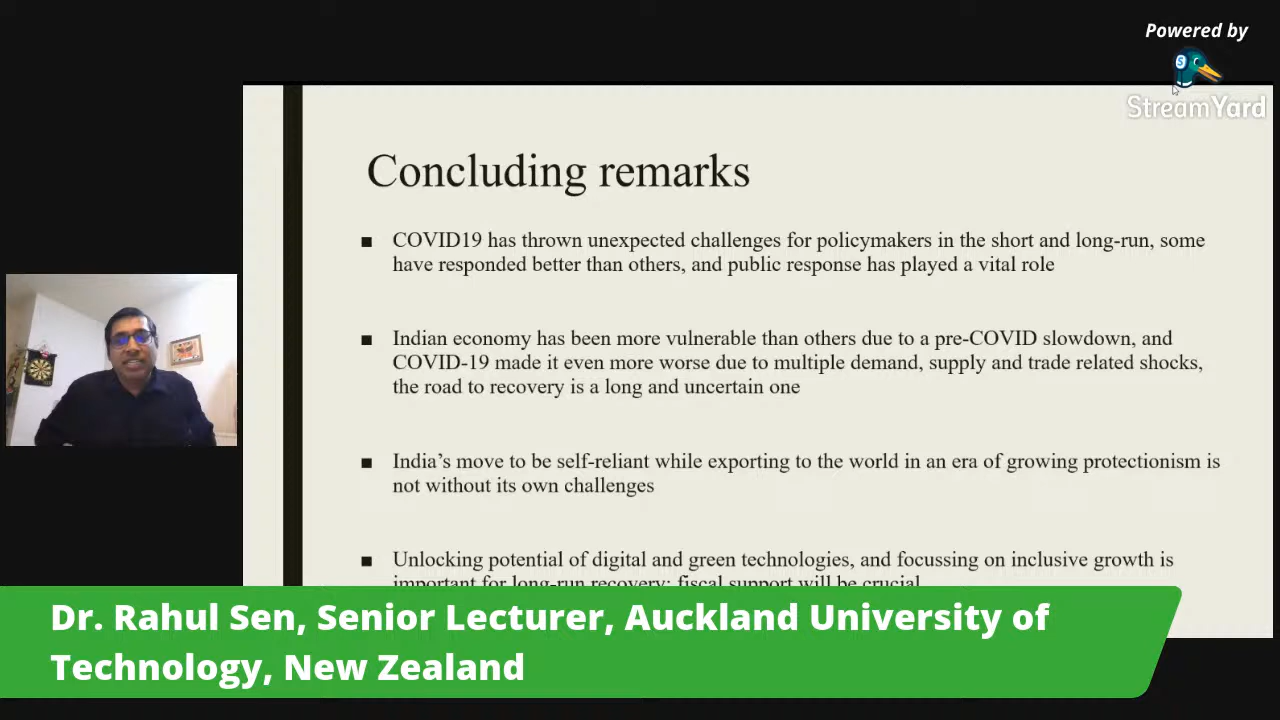 Powered by
StreamYard
Concluding remarks
■ COVID19 has thrown unexpected challenges for policymakers in the short and long-run, some
have responded better than others, and public response has played a vital role
■ Indian economy has been more vulnerable than others due to a pre-COVID slowdown, and
COVID-19 made it even more worse due to multiple demand, supply and trade related shocks,
the road to recovery is a long and uncertain one
■ India’s move to be self-reliant while exporting to the world in an era of growing protectionism is
not without its own challenges
■ Unlocking potential of digital and green technologies, and focussing on inclusive growth is
important for long-run recovery; fiscal support will be crucial
Dr. Rahul Sen, Senior Lecturer, Auckland University of
Technology, New Zealand